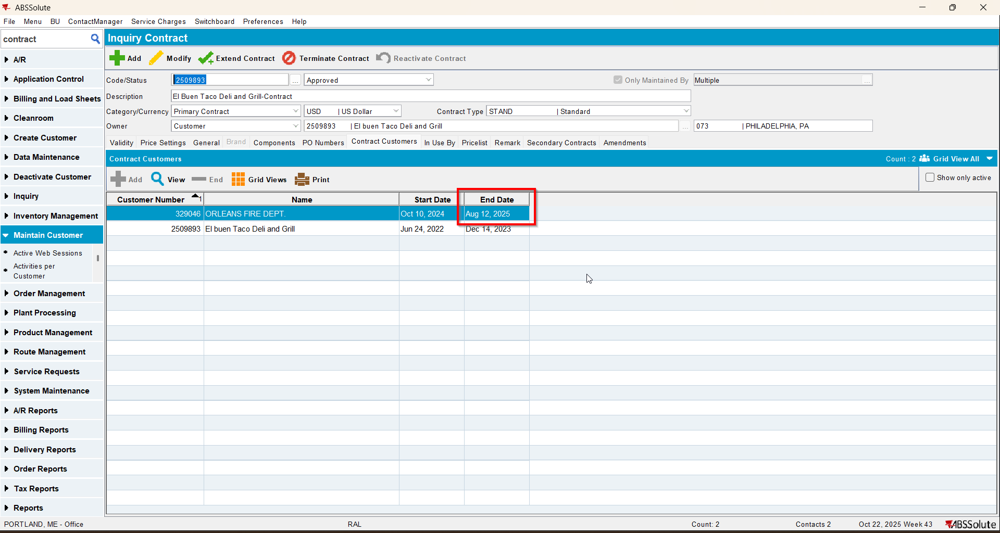 ABSSolute
File Menu BU ContactManager Service Charges Switchboard Preferences Help
contract
Inquiry Contract
Add Modify Extend Contract Terminate Contract Reactivate Contract
A/R
Application Control
Billing and Load Sheets
Cleanroom
Create Customer
Data Maintenance
Deactivate Customer
Inquiry
Inventory Management
Maintain Customer
Active Web Sessions
Activities per
Customer
Order Management
Plant Processing
Product Management
Route Management
Service Requests
System Maintenance
A/R Reports
Billing Reports
Delivery Reports
Order Reports
Tax Reports
Reports
Code/Status 2509893 ... Approved Only Maintained By Multiple ...
Description El Buen Taco Deli and Grill-Contract
Category/Currency Primary Contract USD | US Dollar Contract Type STAND | Standard
Owner Customer 2509893 | El buen Taco Deli and Grill ... 073 | PHILADELPHIA, PA
Validity Price Settings General Brand Components PO Numbers Contract Customers In Use By Pricelist Remark Secondary Contracts Amendments
Contract Customers Count : 2 Grid View All
Add View End Grid Views Print Show only active
Customer Number 1 Name Start Date End Date
329046 ORLEANS FIRE DEPT. Oct 10, 2024 Aug 12, 2025
2509893 El buen Taco Deli and Grill Jun 24, 2022 Dec 14, 2023
PORTLAND, ME - Office RAL Count: 2 Contacts 2 Oct 22, 2025 Week 43 ABSSolute